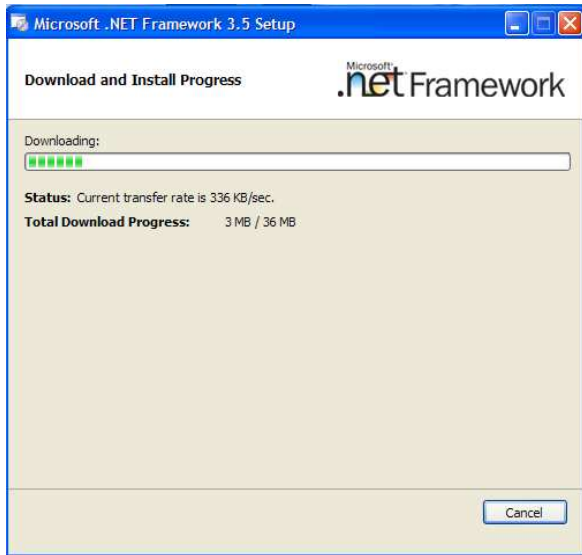 Microsoft .NET Framework 3.5 Setup
Download and Install Progress
Microsoft
.net Framework
Downloading:
Status: Current transfer rate is 336 KB/sec.
Total Download Progress: 3 MB / 36 MB
Cancel